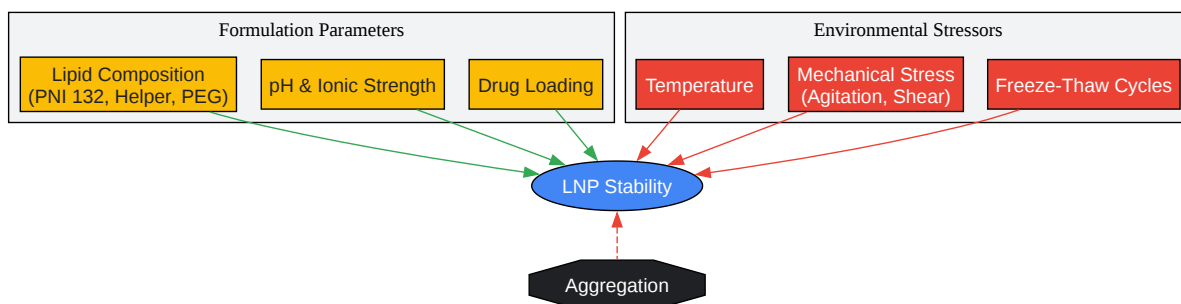 Formulation Parameters
Environmental Stressors
Lipid Composition
(PNI 132, Helper, PEG)
pH & Ionic Strength
Drug Loading
Temperature
Mechanical Stress
(Agitation, Shear)
Freeze-Thaw Cycles
LNP Stability
Aggregation